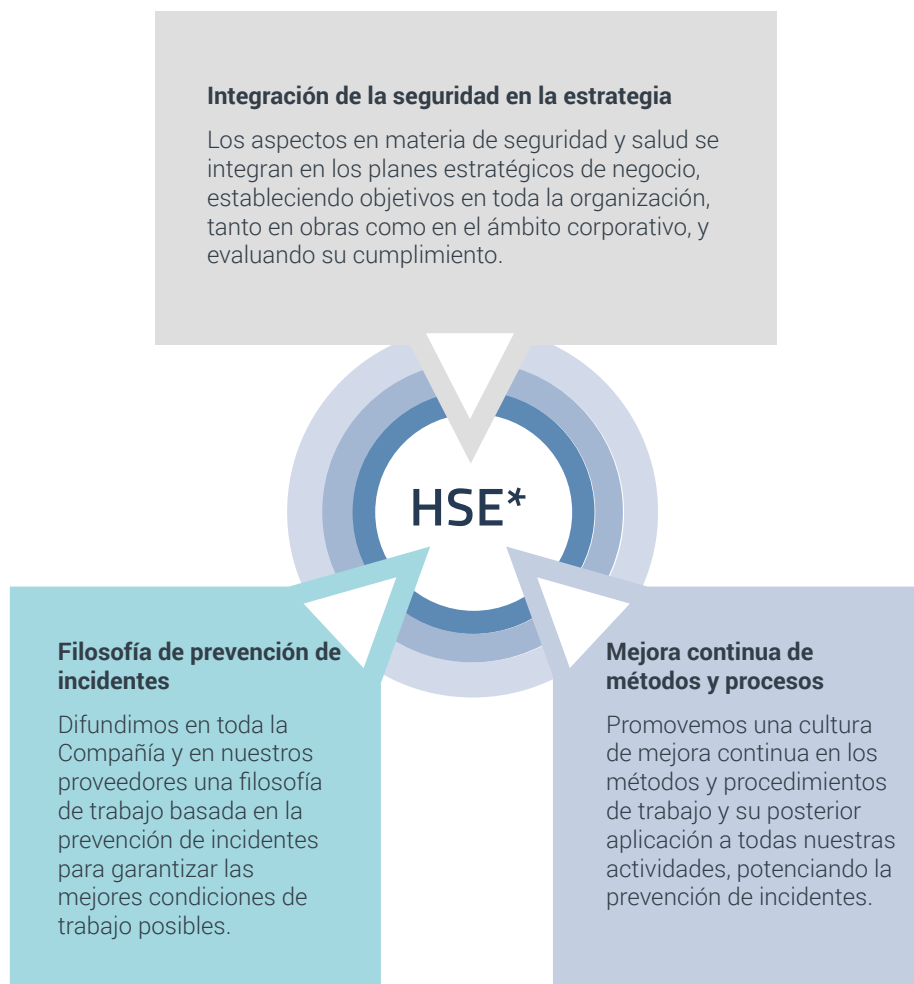 Integración de la seguridad en la estrategia
Los aspectos en materia de seguridad y salud se
integran en los planes estratégicos de negocio,
estableciendo objetivos en toda la organización,
tanto en obras como en el ámbito corporativo, y
evaluando su cumplimiento.
HSE*
Filosofía de prevención de
incidentes
Difundimos en toda la
Compañía y en nuestros
proveedores una filosofía
de trabajo basada en la
prevención de incidentes
para garantizar las
mejores condiciones de
trabajo posibles.
Mejora continua de
métodos y procesos
Promovemos una cultura
de mejora continua en los
métodos y procedimientos
de trabajo y su posterior
aplicación a todas nuestras
actividades, potenciando la
prevención de incidentes.